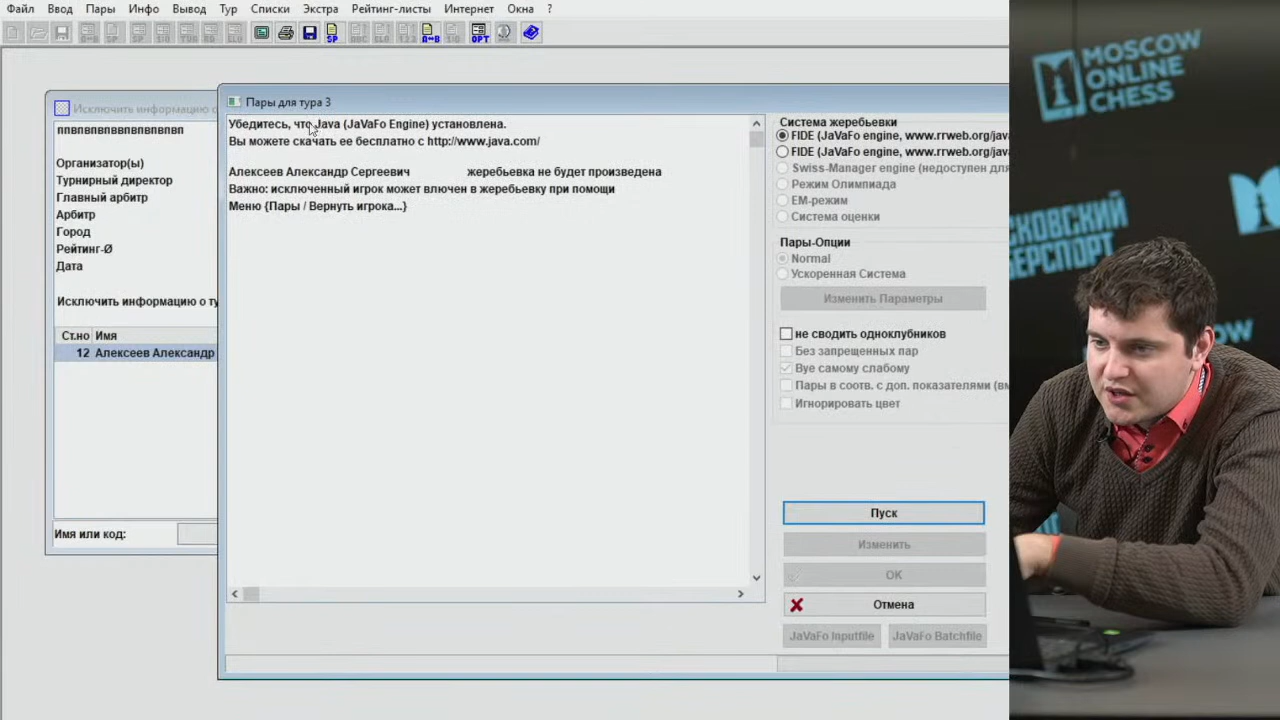 Файл Ввод Пары Инфо Вывод Тур Списки Экстра Рейтинг-листы Интернет Окна ?
Исключить информацию о
пвпвпвпввпвпвпвпвп
Организатор(ы)
Турнирный директор
Главный арбитр
Арбитр
Город
Рейтинг-Ø
Дата
Исключить информацию о ту
Ст.но Имя
12 Алексеев Александр
Имя или код:
Пары для тура 3
Убедитесь, что Java (JaVaFo Engine) установлена.
Вы можете скачать ее бесплатно с http://www.java.com/
Алексеев Александр Сергеевич жеребьевка не будет произведена
Важно: исключенный игрок может влючен в жеребьевку при помощи
Меню {Пары / Вернуть игрока...}
Система жеребьевки
FIDE (JaVaFo engine, www.rrweb.org/java
FIDE (JaVaFo engine, www.rrweb.org/java
Swiss-Manager engine (недоступен для
Режим Олимпиада
ЕМ-режим
Система оценки
Пары-Опции
Normal
Ускоренная Система
Изменить Параметры
не сводить одноклубников
Без запрещенных пар
Bye самому слабому
Пары в соотв. с доп. показателями (вм
Игнорировать цвет
Пуск
Изменить
OK
Отмена
JaVaFo Inputfile JaVaFo Batchfile
MOSCOW
ONLINE
CHESS
СКОВСКИЙ
БЕРСПОРТ